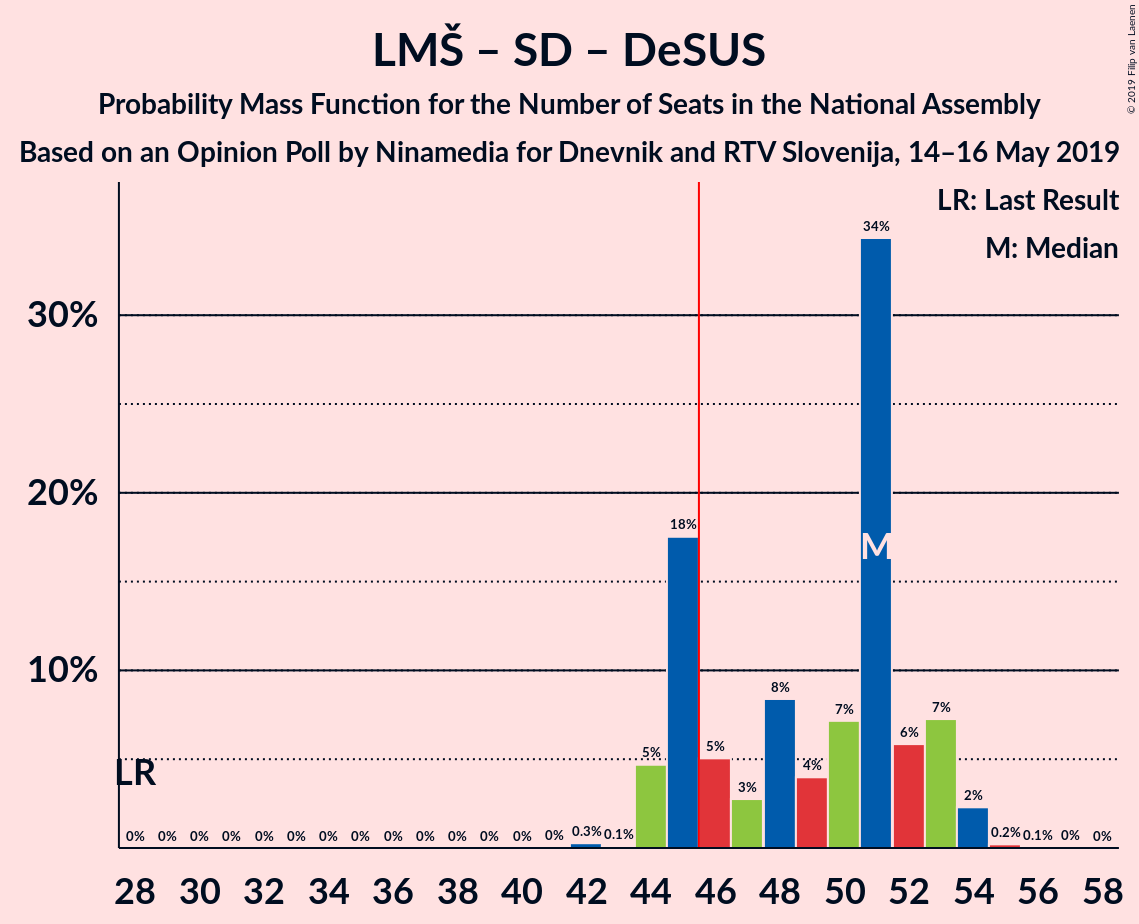 LMŠ – SD – DeSUS
Probability Mass Function for the Number of Seats in the National Assembly
Based on an Opinion Poll by Ninamedia for Dnevnik and RTV Slovenija, 14–16 May 2019
© 2019 Filip van Laenen
LR: Last Result
M: Median
30%
20%
10%
LR
M
0% 0% 0% 0% 0% 0% 0% 0% 0% 0% 0% 0% 0% 0% 0.3% 0.1% 5% 18% 5% 3% 8% 4% 7% 34% 6% 7% 2% 0.2% 0.1% 0% 0%
28 30 32 34 36 38 40 42 44 46 48 50 52 54 56 58